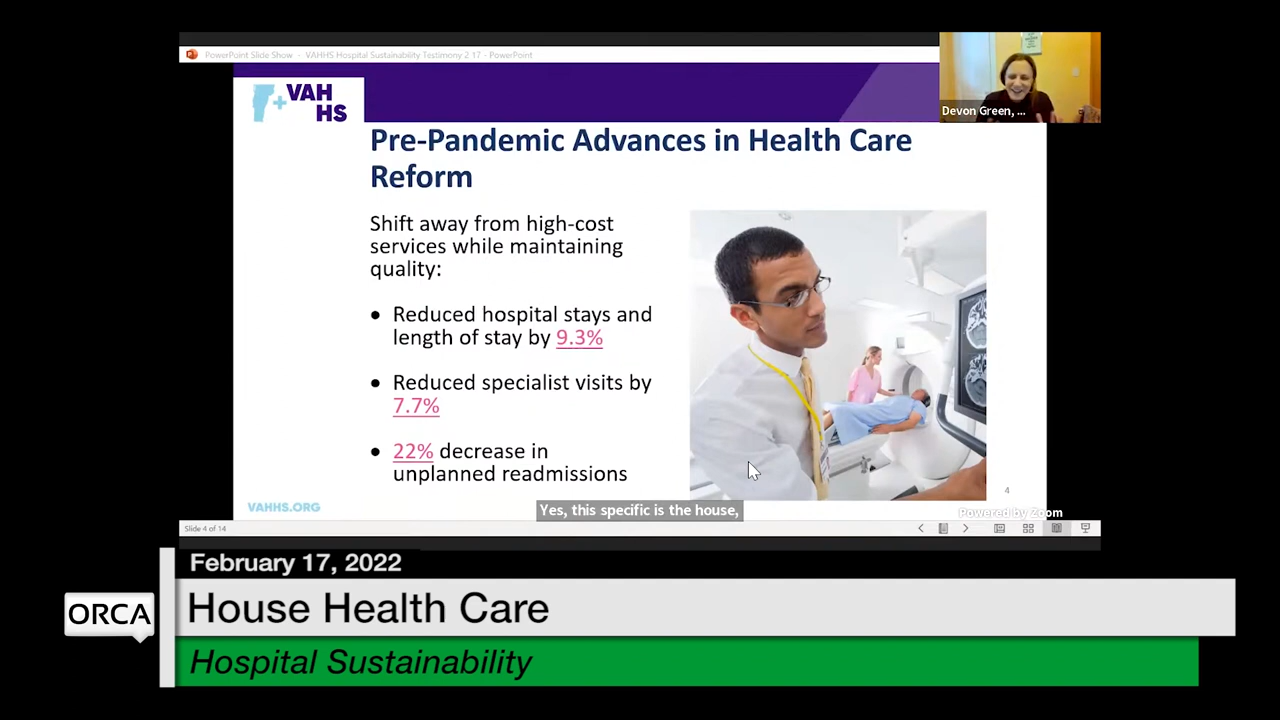 PowerPoint Slide Show - VAHHS Hospital Sustainability Testimony 2 17 - PowerPoint
VAH
HS
Devon Green, ...
Pre-Pandemic Advances in Health Care
Reform
Shift away from high-cost
services while maintaining
quality:
• Reduced hospital stays and
length of stay by 9.3%
• Reduced specialist visits by
7.7%
• 22% decrease in
unplanned readmissions
4
VAHHS.ORG
Yes, this specific is the house,
Powered by Zoom
Slide 4 of 14
February 17, 2022
ORCA
House Health Care
Hospital Sustainability